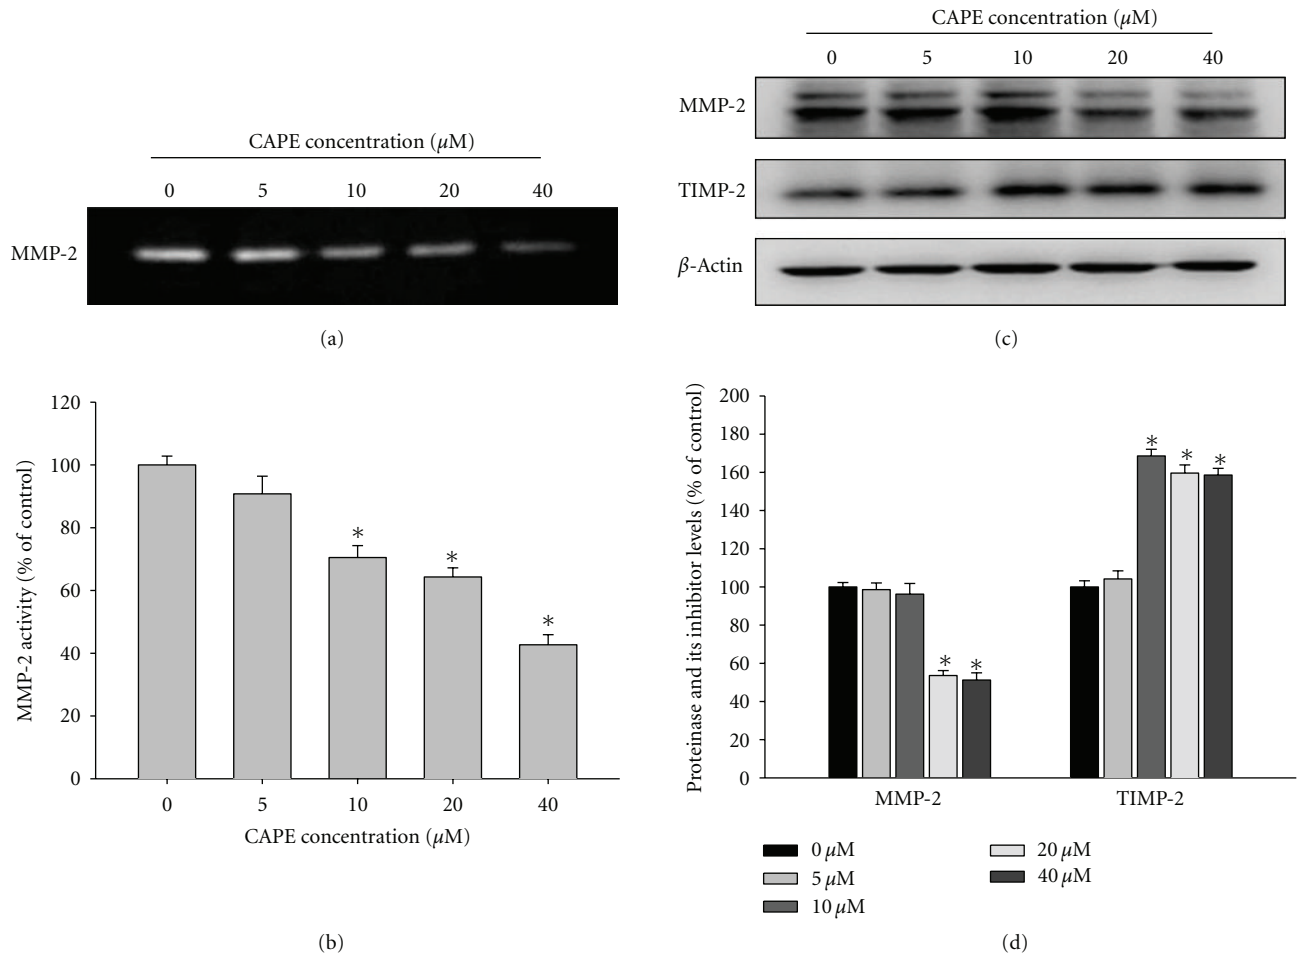 CAPE concentration (μM)
0 5 10 20 40
MMP-2
(a)
CAPE concentration (μM)
0 5 10 20 40
MMP-2
TIMP-2
β-Actin
(c)
MMP-2 activity (% of control)
120
100
80
60
40
20
0
* * *
0 5 10 20 40
CAPE concentration (μM)
(b)
Proteinase and its inhibitor levels (% of control)
200
180
160
140
120
100
80
60
40
20
0
* * * * *
MMP-2 TIMP-2
0 μM
5 μM
10 μM
20 μM
40 μM
(d)